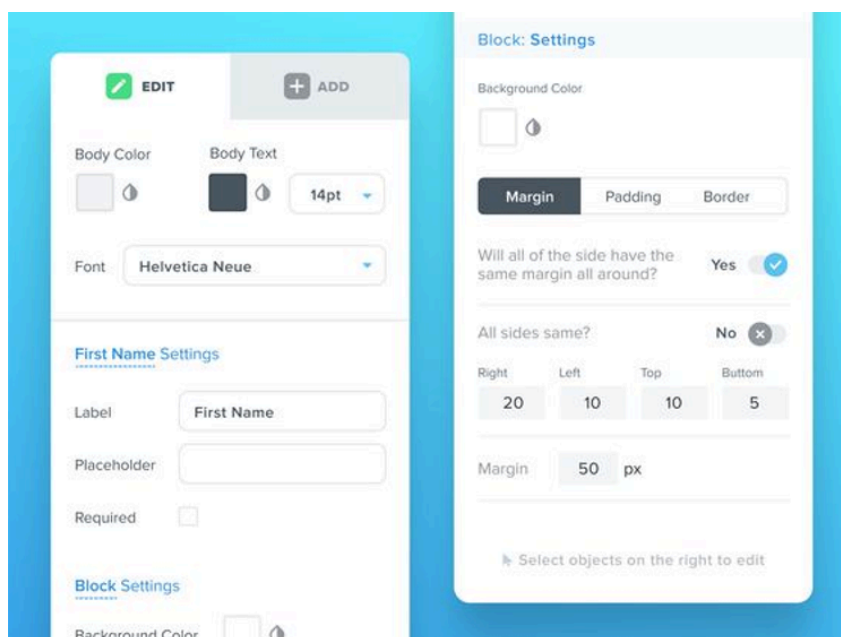 EDIT
ADD
Body Color
Body Text
14pt
Font
Helvetica Neue
First Name Settings
Label
First Name
Placeholder
Required
Block Settings
Background Color
Block: Settings
Background Color
Margin
Padding
Border
Will all of the side have the
same margin all around?
Yes
All sides same?
No
Right
Left
Top
Buttom
20
10
10
5
Margin
50
px
Select objects on the right to edit